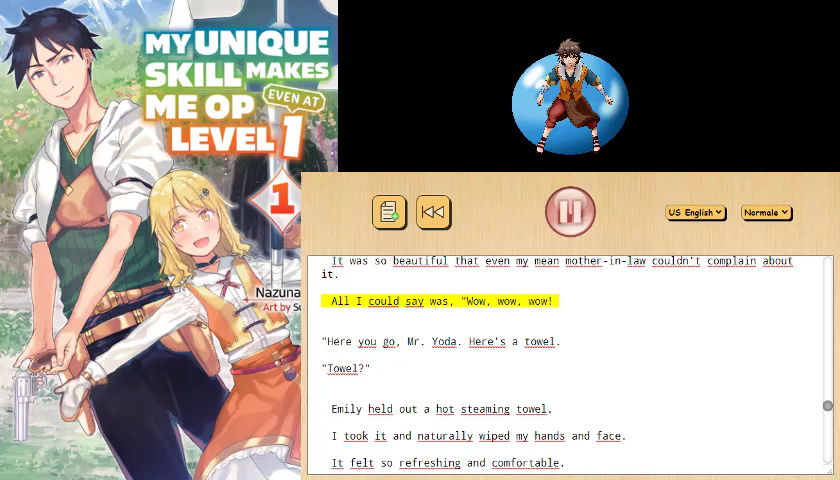 MY UNIQUE
SKILL MAKES
ME OP EVEN AT
LEVEL 1
1
Nazuna
Art by
US English
Normale
It was so beautiful that even my mean mother-in-law couldn't complain about
it.
All I could say was, "Wow, wow, wow!
"Here you go, Mr. Yoda. Here's a towel.
"Towel?"
Emily held out a hot steaming towel.
I took it and naturally wiped my hands and face.
It felt so refreshing and comfortable.